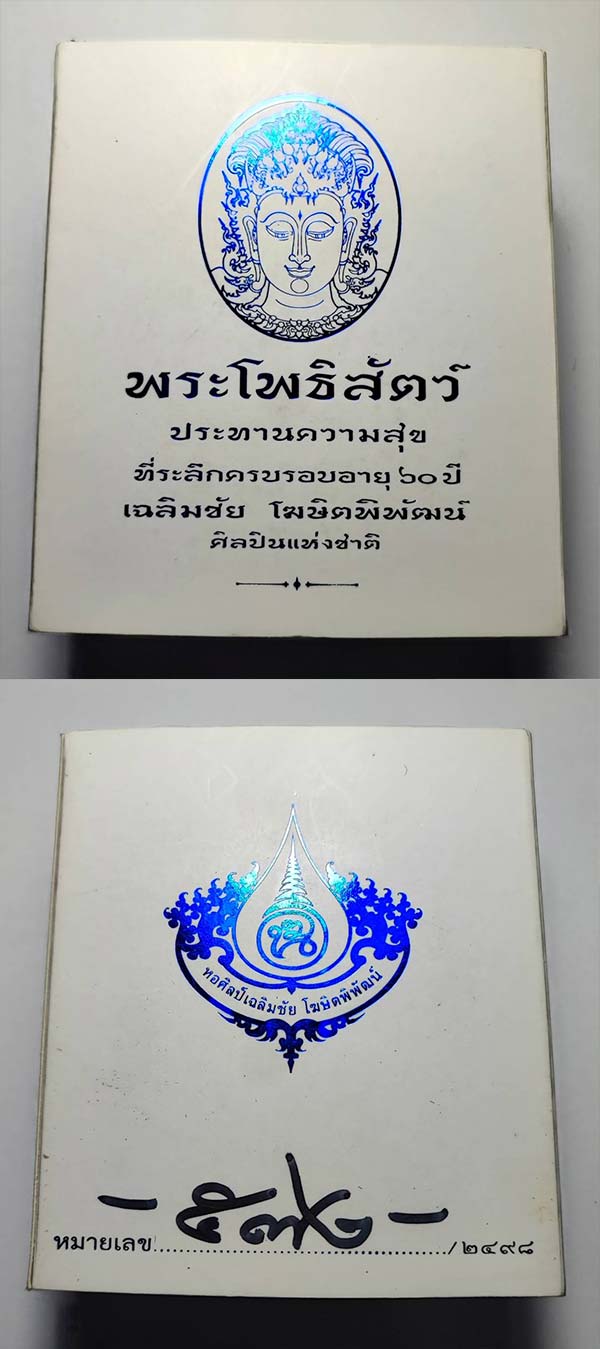 พระโพธิสัตว์
ประทานความสุข
ที่ระลึกครบรอบอายุ ๖๐ ปี
เฉลิมชัย โฆษิตพิพัฒน์
ศิลปินแห่งชาติ
หอศิลป์เฉลิมชัย โฆษิตพิพัฒน์
หมายเลข................../๒๔๙๘